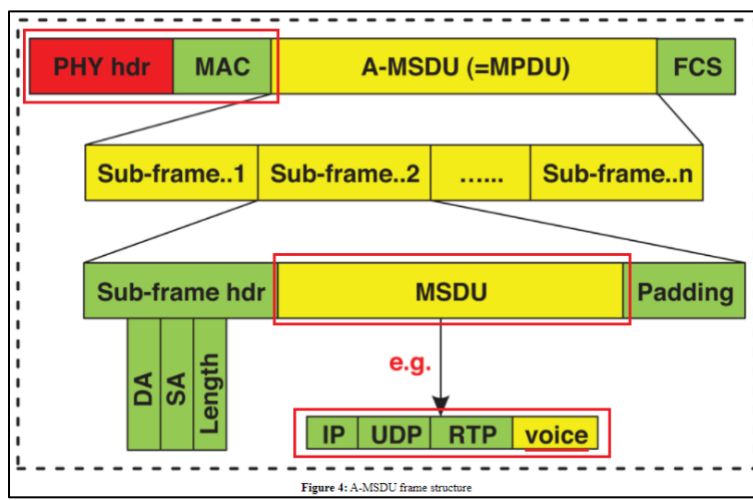 PHY hdr MAC A-MSDU (=MPDU) FCS
Sub-frame..1 Sub-frame..2 ...... Sub-frame..n
Sub-frame hdr MSDU Padding
DA SA Length
e.g.
IP UDP RTP voice
Figure 4: A-MSDU frame structure